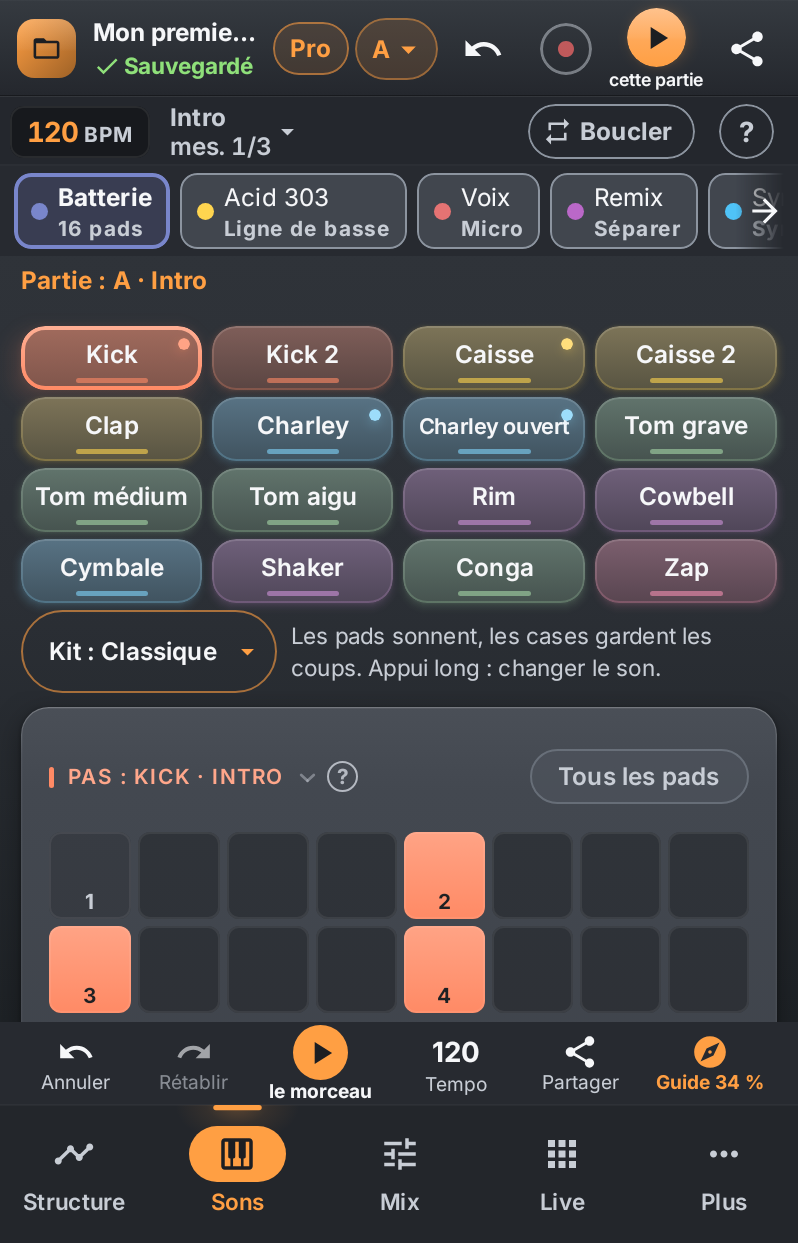 Mon premie...
Sauvegardé
Pro
A
cette partie
120 BPM
Intro
mes. 1/3
Boucler
?
Batterie
16 pads
Acid 303
Ligne de basse
Voix
Micro
Remix
Séparer
Partie : A · Intro
Kick
Kick 2
Caisse
Caisse 2
Clap
Charley
Charley ouvert
Tom grave
Tom médium
Tom aigu
Rim
Cowbell
Cymbale
Shaker
Conga
Zap
Kit : Classique
Les pads sonnent, les cases gardent les
coups. Appui long : changer le son.
PAS : KICK · INTRO
?
Tous les pads
1
2
3
4
Annuler
Rétablir
le morceau
120
Tempo
Partager
Guide 34 %
Structure
Sons
Mix
Live
Plus